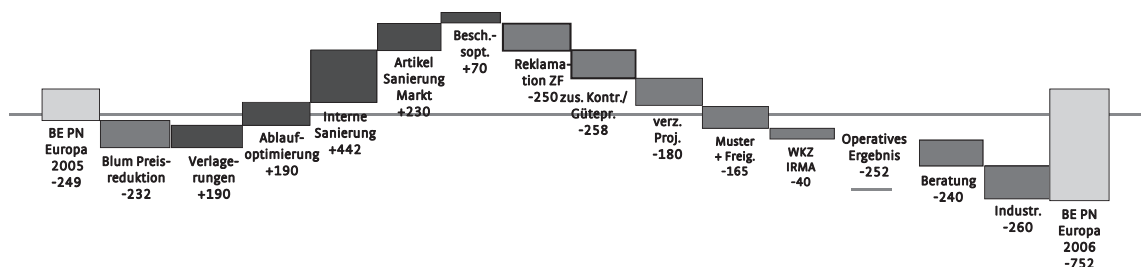 BE PN
Europa
2005
-249
Blum Preis-
reduktion
-232
Verlage-
rungen
+190
Ablauf-
optimierung
+190
Interne
Sanierung
+442
Artikel
Sanierung
Markt
+230
Besch.-
sopt.
+70
Reklama-
tion ZF
-250
zus. Kontr./
Gütepr.
-258
verz.
Proj.
-180
Muster
+ Freig.
-165
WKZ
IRMA
-40
Operatives
Ergebnis
-252
Beratung
-240
Industr.
-260
BE PN
Europa
2006
-752